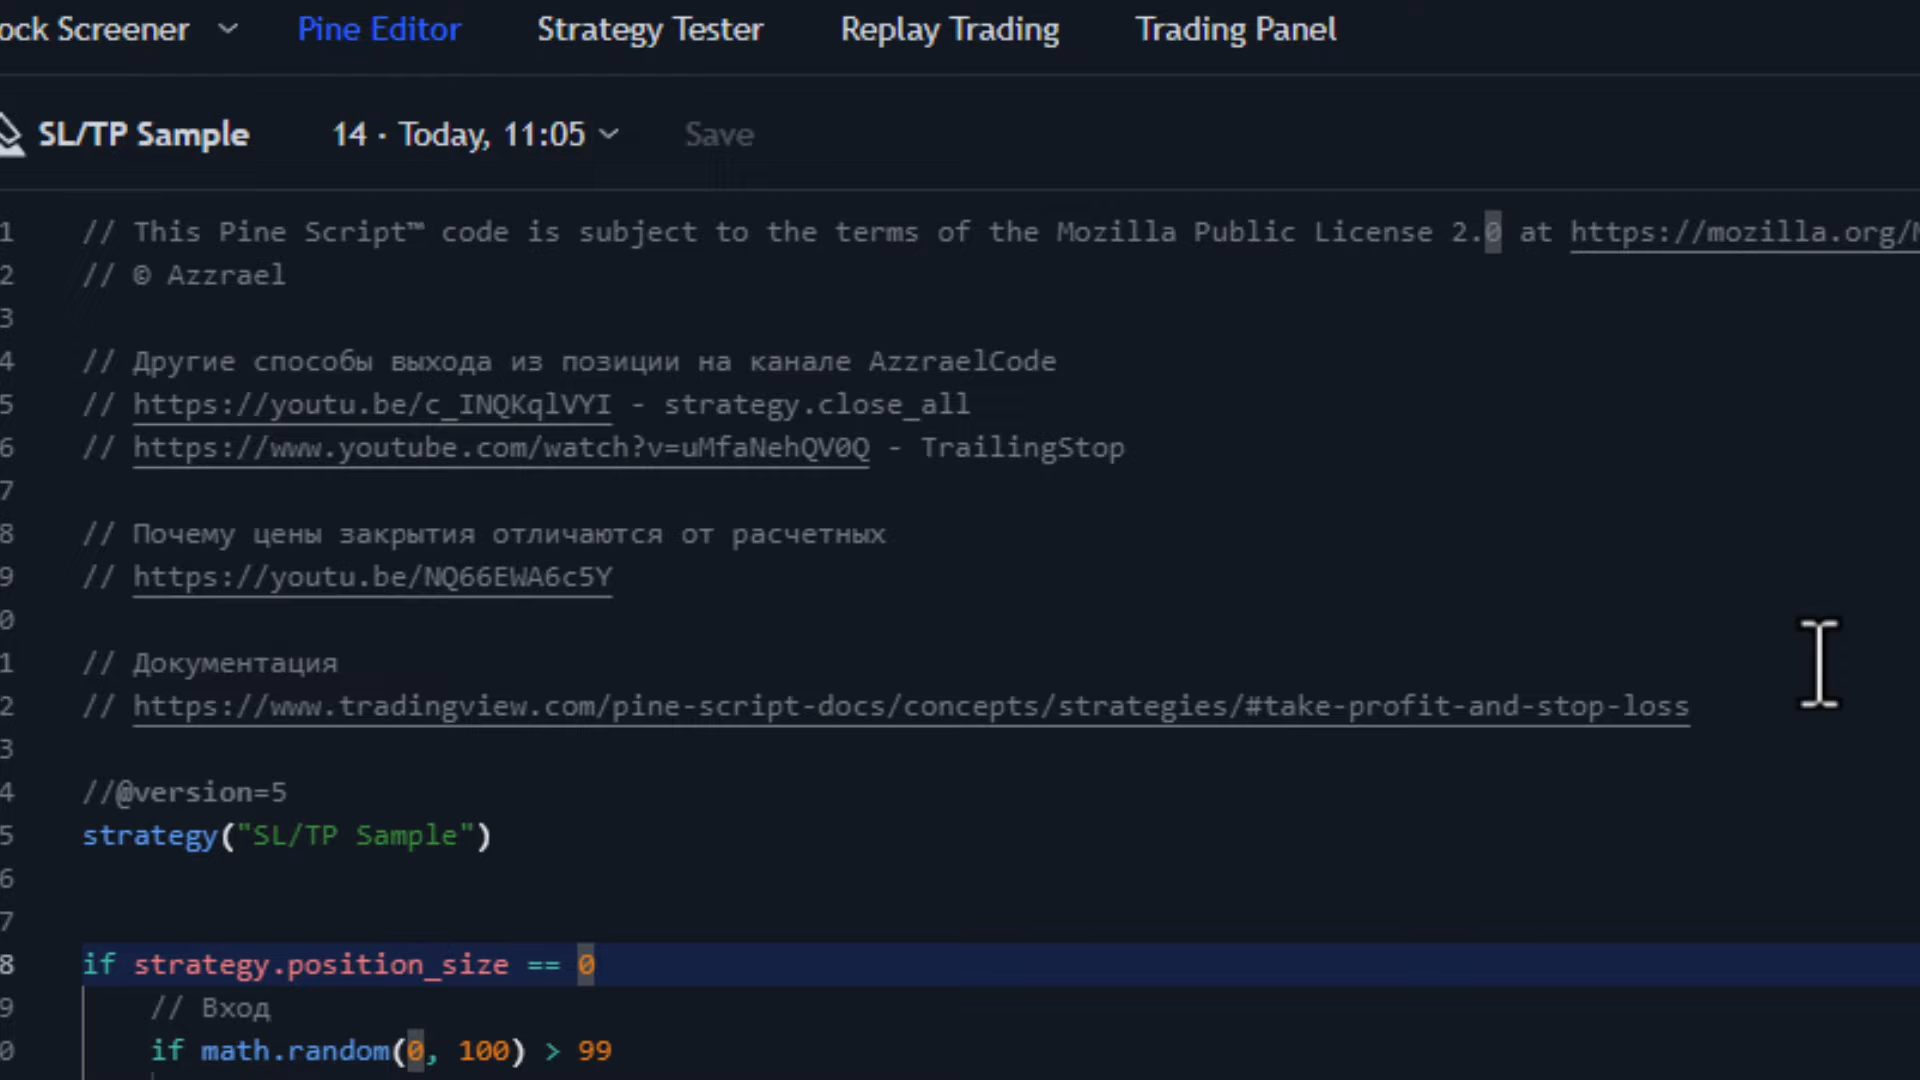 ock Screener Pine Editor Strategy Tester Replay Trading Trading Panel
SL/TP Sample 14 · Today, 11:05 Save
1 // This Pine Script™ code is subject to the terms of the Mozilla Public License 2.0 at https://mozilla.org/M
2 // © Azzrael
3
4 // Другие способы выхода из позиции на канале AzzraelCode
5 // https://youtu.be/c_INQKqlVYI - strategy.close_all
6 // https://www.youtube.com/watch?v=uMfaNehQV0Q - TrailingStop
7
8 // Почему цены закрытия отличаются от расчетных
9 // https://youtu.be/NQ66EWA6c5Y
0
1 // Документация
2 // https://www.tradingview.com/pine-script-docs/concepts/strategies/#take-profit-and-stop-loss
3
4 //@version=5
5 strategy("SL/TP Sample")
6
7
8 if strategy.position_size == 0
9 // Вход
0 if math.random(0, 100) > 99